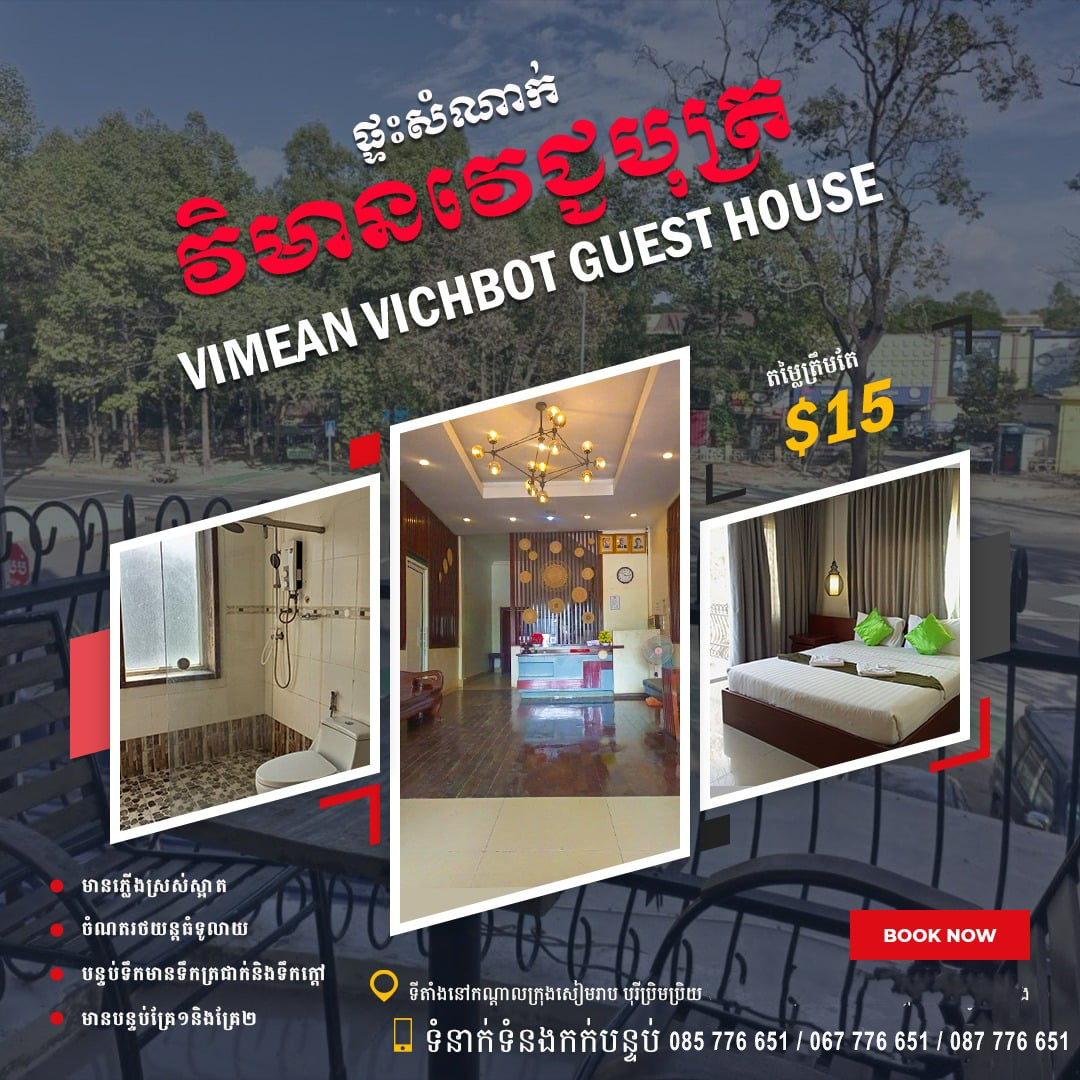 ផ្ទះសំណាក់
វិមានវេជ្ជបុត្រ
VIMEAN VICHBOT GUEST HOUSE
តម្លៃត្រឹមតែ
$15
មានភ្លើងស្រស់ស្អាត
ចំណតរថយន្តធំទូលាយ
បន្ទប់ទឹកមានទឹកត្រជាក់និងទឹកក្តៅ
មានបន្ទប់គ្រែ១និងគ្រែ២
BOOK NOW
ទីតាំងនៅកណ្តាលក្រុងសៀមរាប បុរីប្រិមប្រិយ
ទំនាក់ទំនងកក់បន្ទប់ 085 776 651 / 067 776 651 / 087 776 651